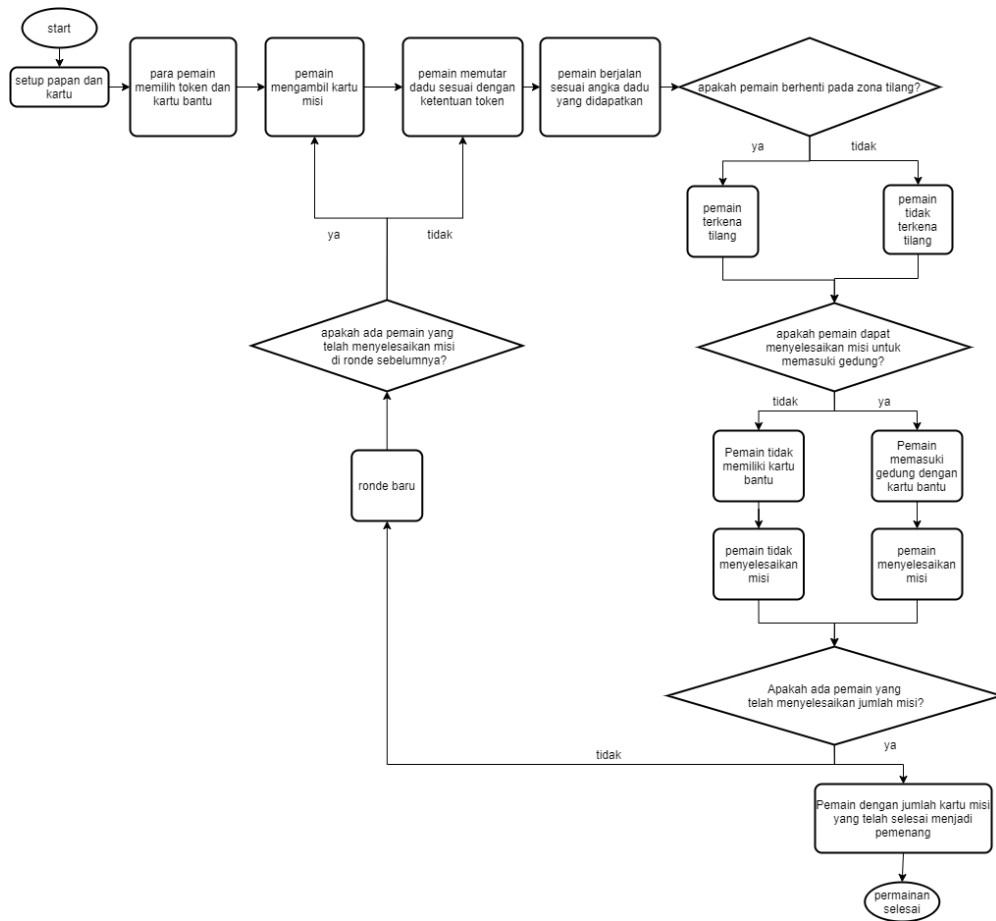 start
setup papan dan
kartu
para pemain
memilih token dan
kartu bantu
pemain
mengambil kartu
misi
pemain memutar
dadu sesuai dengan
ketentuan token
pemain berjalan
sesuai angka dadu
yang didapatkan
apakah pemain berhenti pada zona tilang?
ya
tidak
pemain
terkena
tilang
pemain
tidak
terkena
tilang
apakah pemain dapat
menyelesaikan misi untuk
memasuki gedung?
tidak
ya
Pemain tidak
memiliki kartu
bantu
Pemain
memasuki
gedung dengan
kartu bantu
pemain tidak
menyelesaikan
misi
pemain
menyelesaikan
misi
Apakah ada pemain yang
telah menyelesaikan jumlah misi?
tidak
ya
ronde baru
apakah ada pemain yang
telah menyelesaikan misi
di ronde sebelumnya?
ya
tidak
Pemain dengan jumlah kartu misi
yang telah selesai menjadi
pemenang
permainan
selesai